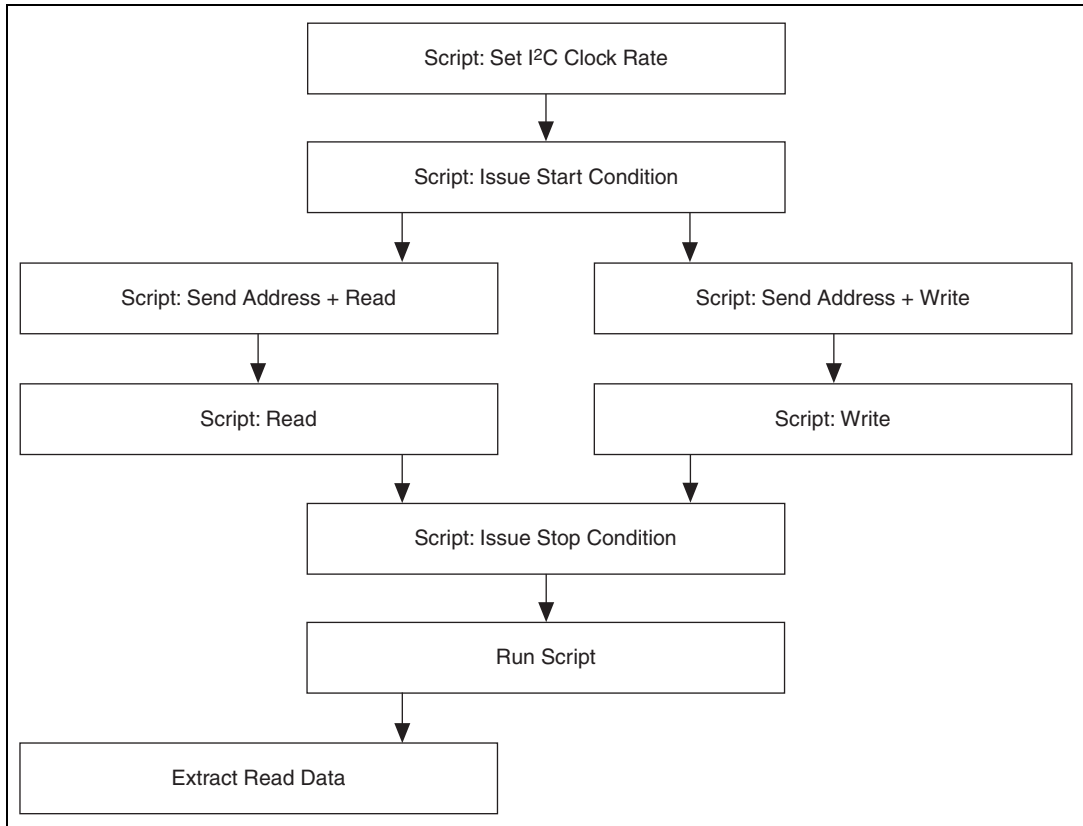 Script: Set I²C Clock Rate
Script: Issue Start Condition
Script: Send Address + Read
Script: Send Address + Write
Script: Read
Script: Write
Script: Issue Stop Condition
Run Script
Extract Read Data